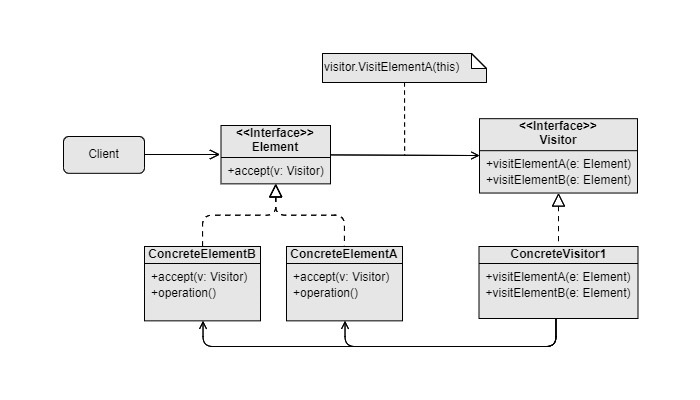 visitor.VisitElementA(this)
Client
<<Interface>>
Element
+accept(v: Visitor)
<<Interface>>
Visitor
+visitElementA(e: Element)
+visitElementB(e: Element)
ConcreteElementB
+accept(v: Visitor)
+operation()
ConcreteElementA
+accept(v: Visitor)
+operation()
ConcreteVisitor1
+visitElementA(e: Element)
+visitElementB(e: Element)